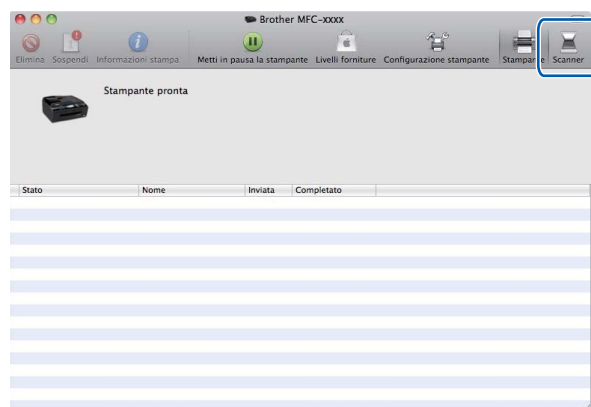 Brother MFC-XXXX
Elimina Sospendi Informazioni stampa Metti in pausa la stampante Livelli forniture Configurazione stampante Stampante Scanner
Stampante pronta
Stato Nome Inviata Completato